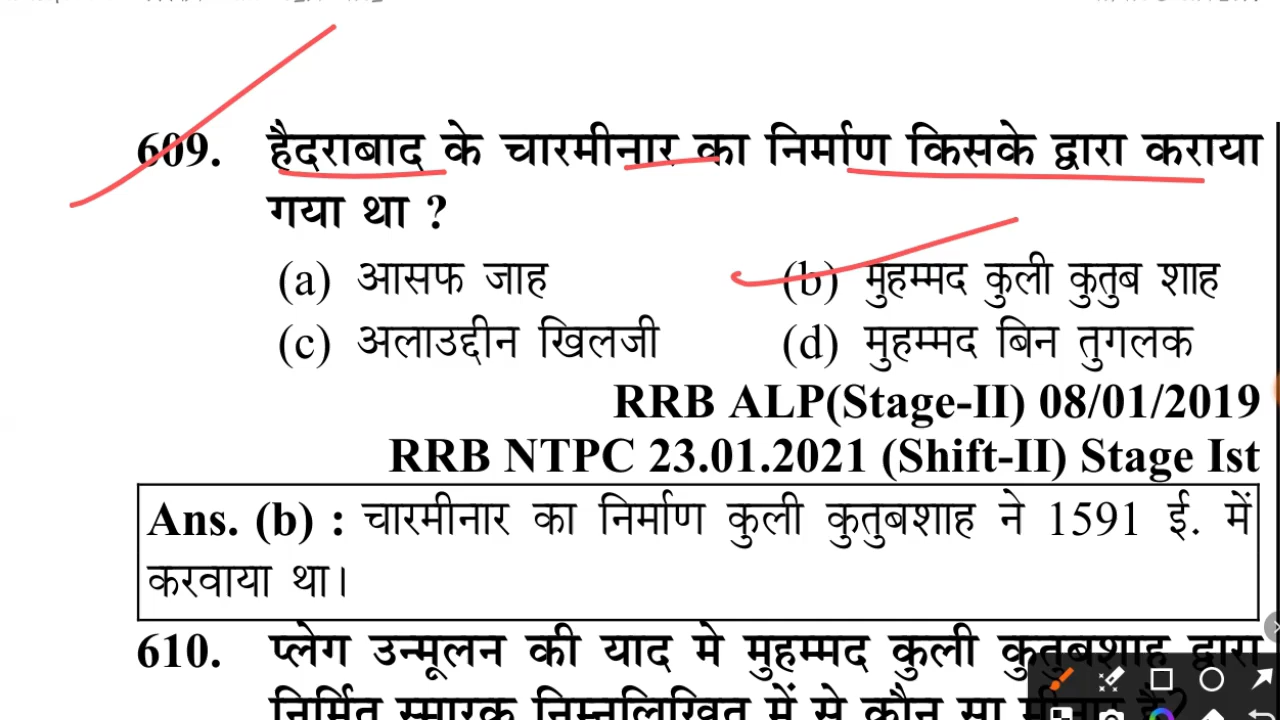 609. हैदराबाद के चारमीनार का निर्माण किसके द्वारा कराया
गया था ?
(a) आसफ जाह (b) मुहम्मद कुली कुतुब शाह
(c) अलाउद्दीन खिलजी (d) मुहम्मद बिन तुगलक
RRB ALP(Stage-II) 08/01/2019
RRB NTPC 23.01.2021 (Shift-II) Stage Ist
Ans. (b) : चारमीनार का निर्माण कुली कुतुबशाह ने 1591 ई. में
करवाया था।
610. प्लेग उन्मूलन की याद मे मुहम्मद कुली कुतुबशाह द्वारा
निर्मित स्मारक निम्नलिखित में से कौन सा